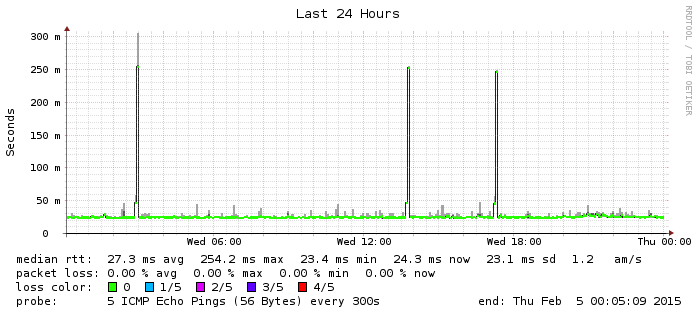 Last 24 Hours
RRDTOOL / TOBI OETIKER
Seconds
300 m
250 m
200 m
150 m
100 m
50 m
0
Wed 06:00 Wed 12:00 Wed 18:00 Thu 00:00
median rtt: 27.3 ms avg 254.2 ms max 23.4 ms min 24.3 ms now 23.1 ms sd 1.2 am/s
packet loss: 0.00 % avg 0.00 % max 0.00 % min 0.00 % now
loss color: 0 1/5 2/5 3/5 4/5
probe: 5 ICMP Echo Pings (56 Bytes) every 300s end: Thu Feb 5 00:05:09 2015